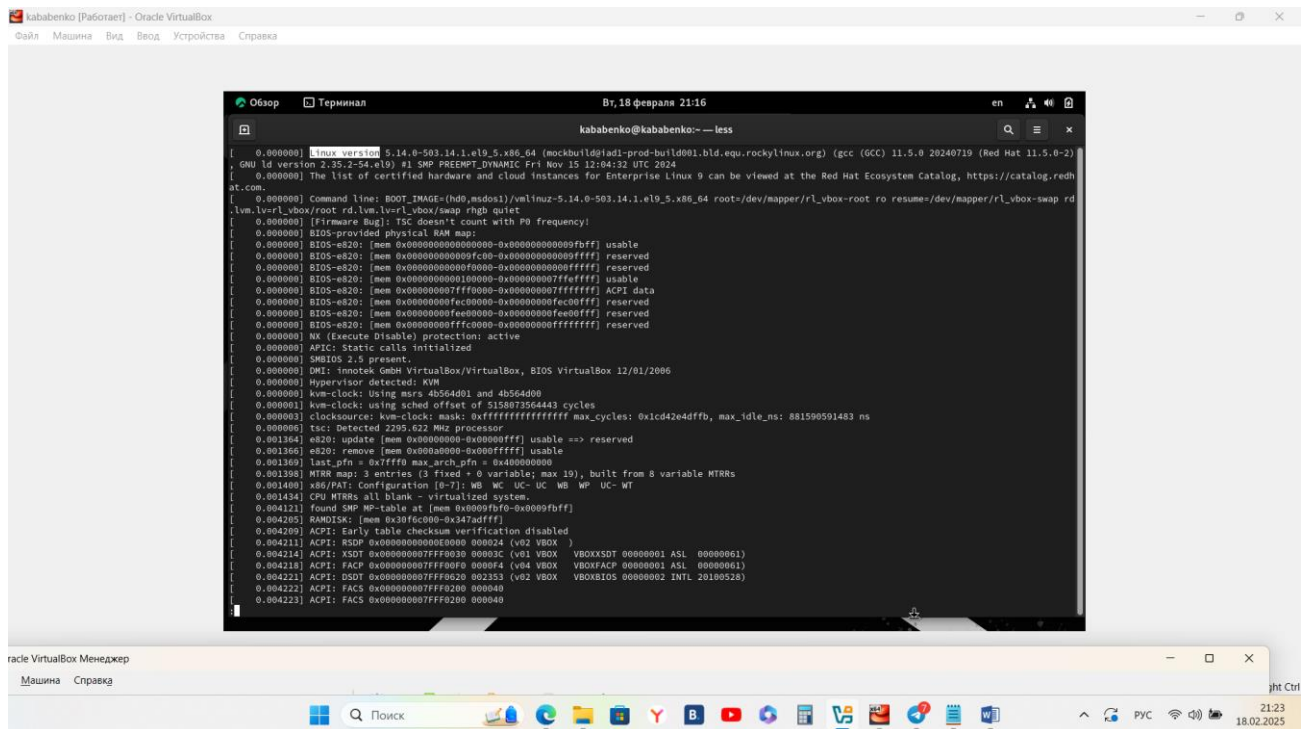 kababenko [Работает] - Oracle VirtualBox
Файл Машина Вид Ввод Устройства Справка
Обзор Терминал Вт, 18 февраля 21:16 en
kababenko@kababenko:~ — less
[    0.000000] Linux version 5.14.0-503.14.1.el9_5.x86_64 (mockbuild@iad1-prod-build001.bld.equ.rockylinux.org) (gcc (GCC) 11.5.0 20240719 (Red Hat 11.5.0-2)
, GNU ld version 2.35.2-54.el9) #1 SMP PREEMPT_DYNAMIC Fri Nov 15 12:04:32 UTC 2024
[    0.000000] The list of certified hardware and cloud instances for Enterprise Linux 9 can be viewed at the Red Hat Ecosystem Catalog, https://catalog.redh
at.com.
[    0.000000] Command line: BOOT_IMAGE=(hd0,msdos1)/vmlinuz-5.14.0-503.14.1.el9_5.x86_64 root=/dev/mapper/rl_vbox-root ro resume=/dev/mapper/rl_vbox-swap rd
.lvm.lv=rl_vbox/root rd.lvm.lv=rl_vbox/swap rhgb quiet
[    0.000000] [Firmware Bug]: TSC doesn't count with P0 frequency!
[    0.000000] BIOS-provided physical RAM map:
[    0.000000] BIOS-e820: [mem 0x0000000000000000-0x000000000009fbff] usable
[    0.000000] BIOS-e820: [mem 0x000000000009fc00-0x000000000009ffff] reserved
[    0.000000] BIOS-e820: [mem 0x00000000000f0000-0x00000000000fffff] reserved
[    0.000000] BIOS-e820: [mem 0x0000000000100000-0x000000007ffeffff] usable
[    0.000000] BIOS-e820: [mem 0x000000007fff0000-0x000000007fffffff] ACPI data
[    0.000000] BIOS-e820: [mem 0x00000000fec00000-0x00000000fec00fff] reserved
[    0.000000] BIOS-e820: [mem 0x00000000fee00000-0x00000000fee00fff] reserved
[    0.000000] BIOS-e820: [mem 0x00000000fffc0000-0x00000000ffffffff] reserved
[    0.000000] NX (Execute Disable) protection: active
[    0.000000] APIC: Static calls initialized
[    0.000000] SMBIOS 2.5 present.
[    0.000000] DMI: innotek GmbH VirtualBox/VirtualBox, BIOS VirtualBox 12/01/2006
[    0.000000] Hypervisor detected: KVM
[    0.000000] kvm-clock: Using msrs 4b564d01 and 4b564d00
[    0.000001] kvm-clock: using sched offset of 5158073564443 cycles
[    0.000003] clocksource: kvm-clock: mask: 0xffffffffffffffff max_cycles: 0x1cd42e4dffb, max_idle_ns: 881590591483 ns
[    0.000006] tsc: Detected 2295.622 MHz processor
[    0.001364] e820: update [mem 0x00000000-0x00000fff] usable ==> reserved
[    0.001366] e820: remove [mem 0x000a0000-0x000fffff] usable
[    0.001369] last_pfn = 0x7fff0 max_arch_pfn = 0x400000000
[    0.001398] MTRR map: 3 entries (3 fixed + 0 variable; max 19), built from 8 variable MTRRs
[    0.001400] x86/PAT: Configuration [0-7]: WB  WC  UC- UC  WB  WP  UC- WT
[    0.001434] CPU MTRRs all blank - virtualized system.
[    0.004121] found SMP MP-table at [mem 0x0009fbf0-0x0009fbff]
[    0.004205] RAMDISK: [mem 0x30f6c000-0x347adfff]
[    0.004209] ACPI: Early table checksum verification disabled
[    0.004211] ACPI: RSDP 0x00000000000E0000 000024 (v02 VBOX  )
[    0.004214] ACPI: XSDT 0x000000007FFF0030 00003C (v01 VBOX   VBOXXSDT 00000001 ASL  00000061)
[    0.004218] ACPI: FACP 0x000000007FFF00F0 0000F4 (v04 VBOX   VBOXFACP 00000001 ASL  00000061)
[    0.004221] ACPI: DSDT 0x000000007FFF0620 002353 (v02 VBOX   VBOXBIOS 00000002 INTL 20100528)
[    0.004222] ACPI: FACS 0x000000007FFF0200 000040
[    0.004223] ACPI: FACS 0x000000007FFF0200 000040
:
racle VirtualBox Менеджер
Машина Справка
ght Ctrl
Поиск
РУС
21:23
18.02.2025